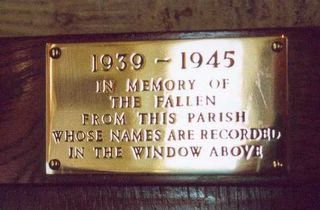 1939 ~ 1945
IN MEMORY OF
THE FALLEN
FROM THIS PARISH
WHOSE NAMES ARE RECORDED
IN THE WINDOW ABOVE